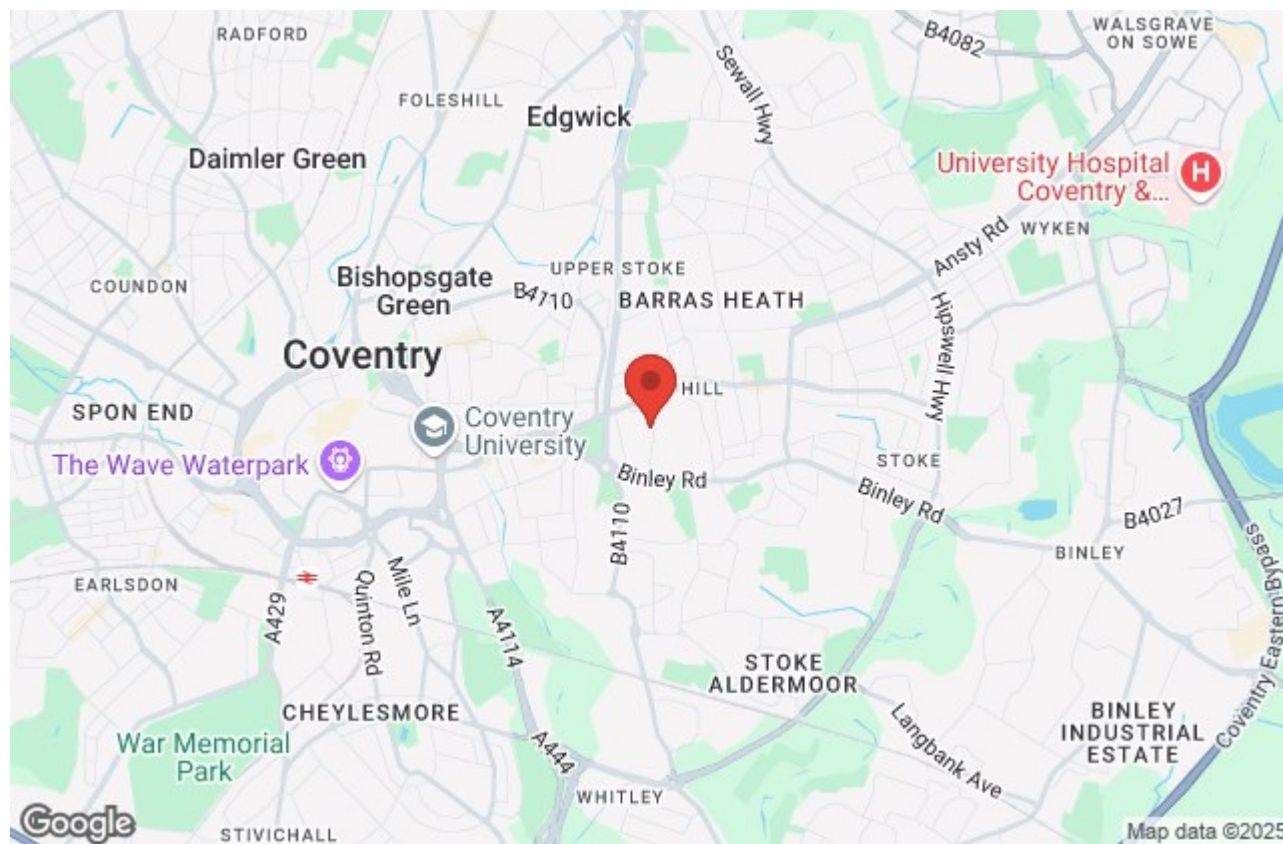 RADFORD
B4082
WALSGRAVE
ON SOWE
Sewall Hwy
FOLESHILL
Edgwick
Daimler Green
University Hospital
Coventry &...
H
WYKEN
Ansty Rd
UPPER STOKE
Bishopsgate
Green
B4110
BARRAS HEATH
COUNDON
Hipswell Hwy
Coventry
HILL
SPON END
Coventry
University
The Wave Waterpark
STOKE
Binley Rd
Binley Rd
B4110
B4027
BINLEY
EARLSDON
A429
Quinton Rd
Mile Ln
A4114
Coventry Eastern Bypass
STOKE
ALDERMOOR
CHEYLESMORE
Langbank Ave
BINLEY
INDUSTRIAL
ESTATE
War Memorial
Park
A444
WHITLEY
Google
STIVICHALL
Map data ©2025